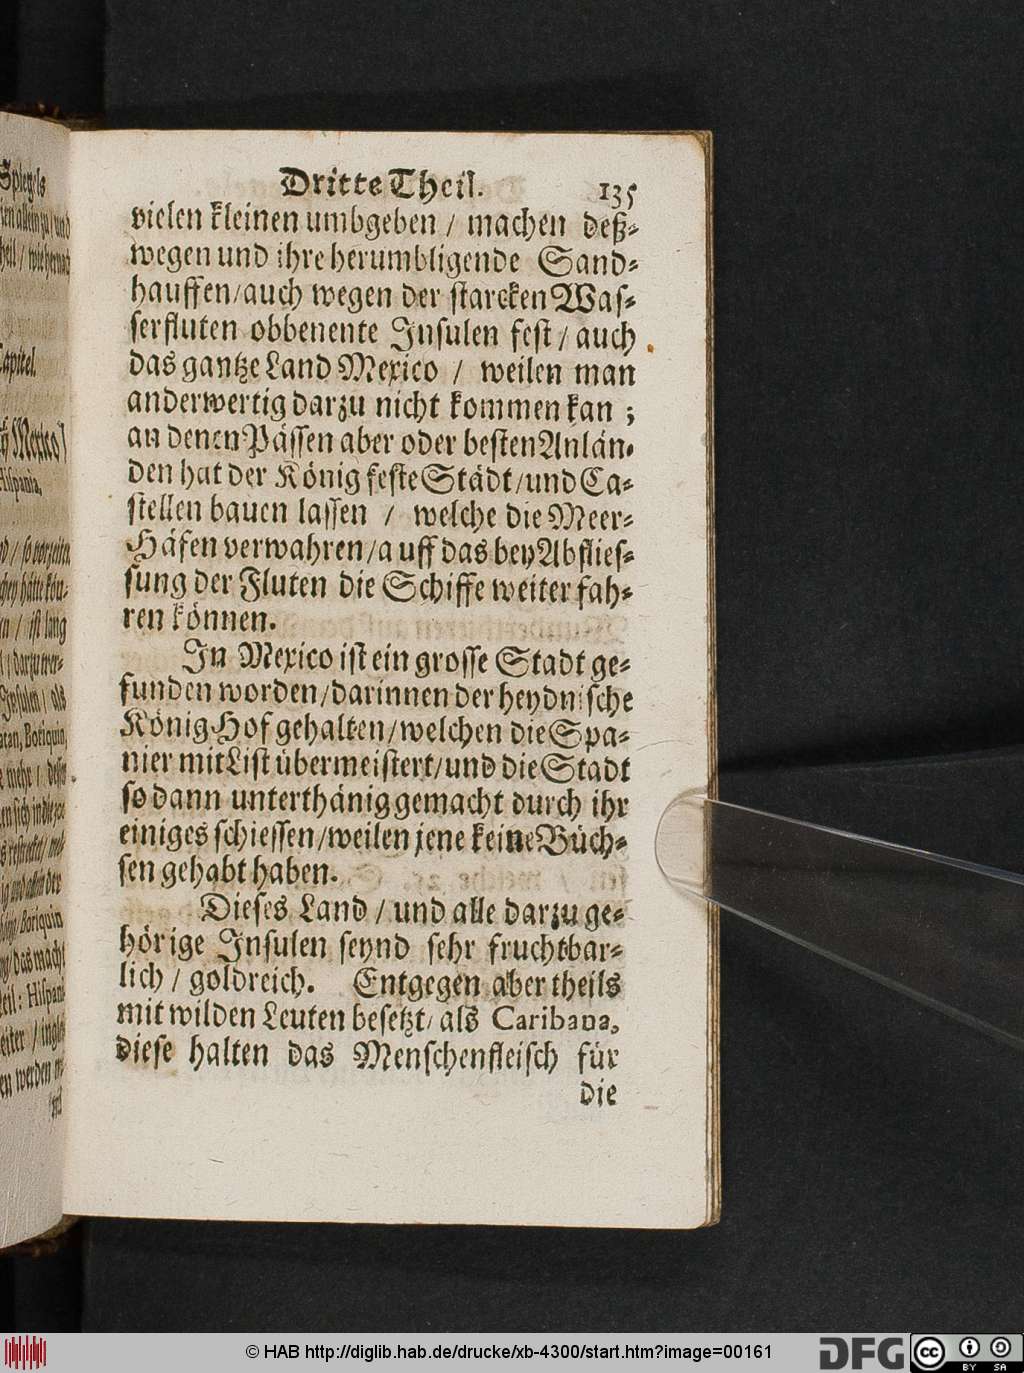 Dritte Theil. 135
vielen kleinen umbgeben / machen deß-
wegen und ihre herumbligende Sand-
hauffen / auch wegen der starcken Was-
serfluten obbenente Insulen fest / auch
das gantze Land Mexico / weilen man
anderwertig darzu nicht kommen kan ;
an denen Pässen aber oder besten Anlän-
den hat der König feste Städt / und Ca-
stellen bauen lassen / welche die Meer-
Häfen verwahren / auff das bey Abflies-
sung der Fluten die Schiffe weiter fah-
ren können.
In Mexico ist ein grosse Stadt ge-
funden worden / darinnen der heydnische
König Hof gehalten / welchen die Spa-
nier mit List übermeistert / und die Stadt
so dann unterthänig gemacht durch ihr
einiges schiessen / weilen jene keine Büch-
sen gehabt haben.
Dieses Land / und alle darzu ge-
hörige Insulen seynd sehr fruchtbar-
lich / goldreich. Entgegen aber theils
mit wilden Leuten besetzt / als Caribana,
diese halten das Menschenfleisch für
die
Spiegels
Capitel.
© HAB http://diglib.hab.de/drucke/xb-4300/start.htm?image=00161
DFG
cc BY SA